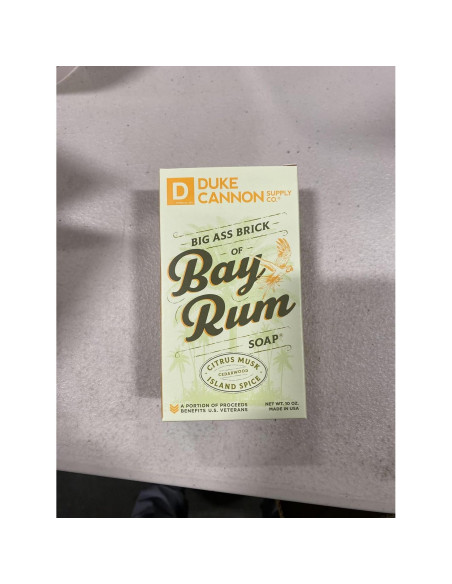 D
DUKE
CANNON SUPPLY CO.®
BIG ASS BRICK
OF
Bay
Rum
SOAP®
CITRUS MUSK
CEDARWOOD
ISLAND SPICE
A PORTION OF PROCEEDS
BENEFITS U.S. VETERANS
NET WT. 10 OZ.
MADE IN USA